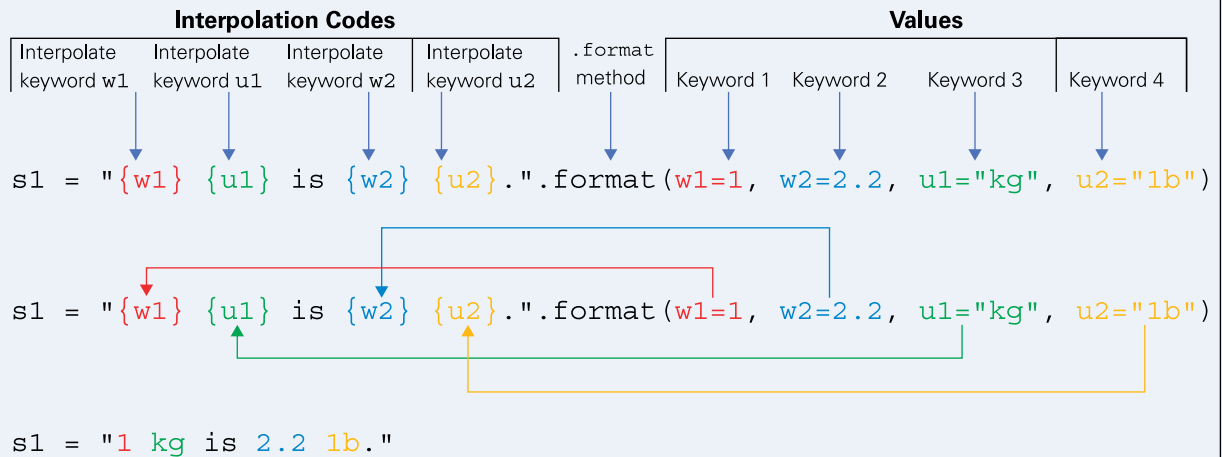 Interpolation Codes Values
Interpolate Interpolate Interpolate Interpolate .format
keyword w1 keyword u1 keyword w2 keyword u2 method Keyword 1 Keyword 2 Keyword 3 Keyword 4
s1 = "{w1} {u1} is {w2} {u2}.".format(w1=1, w2=2.2, u1="kg", u2="1b")
s1 = "{w1} {u1} is {w2} {u2}.".format(w1=1, w2=2.2, u1="kg", u2="1b")
s1 = "1 kg is 2.2 1b."